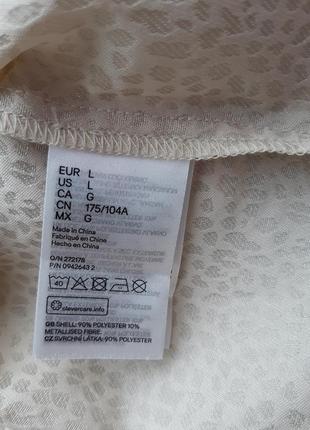 EUR L
US L
CA G
CN 175/104A
MX G
Made in China
Fabriqué en Chine
Hecho en China
O/N 272178
P/N 0942643 2
40
clevercare.info
GB SHELL: 90% POLYESTER 10%
METALLISED FIBRE;
CZ SVRCHNÍ LÁTKA: 90% POLYESTER